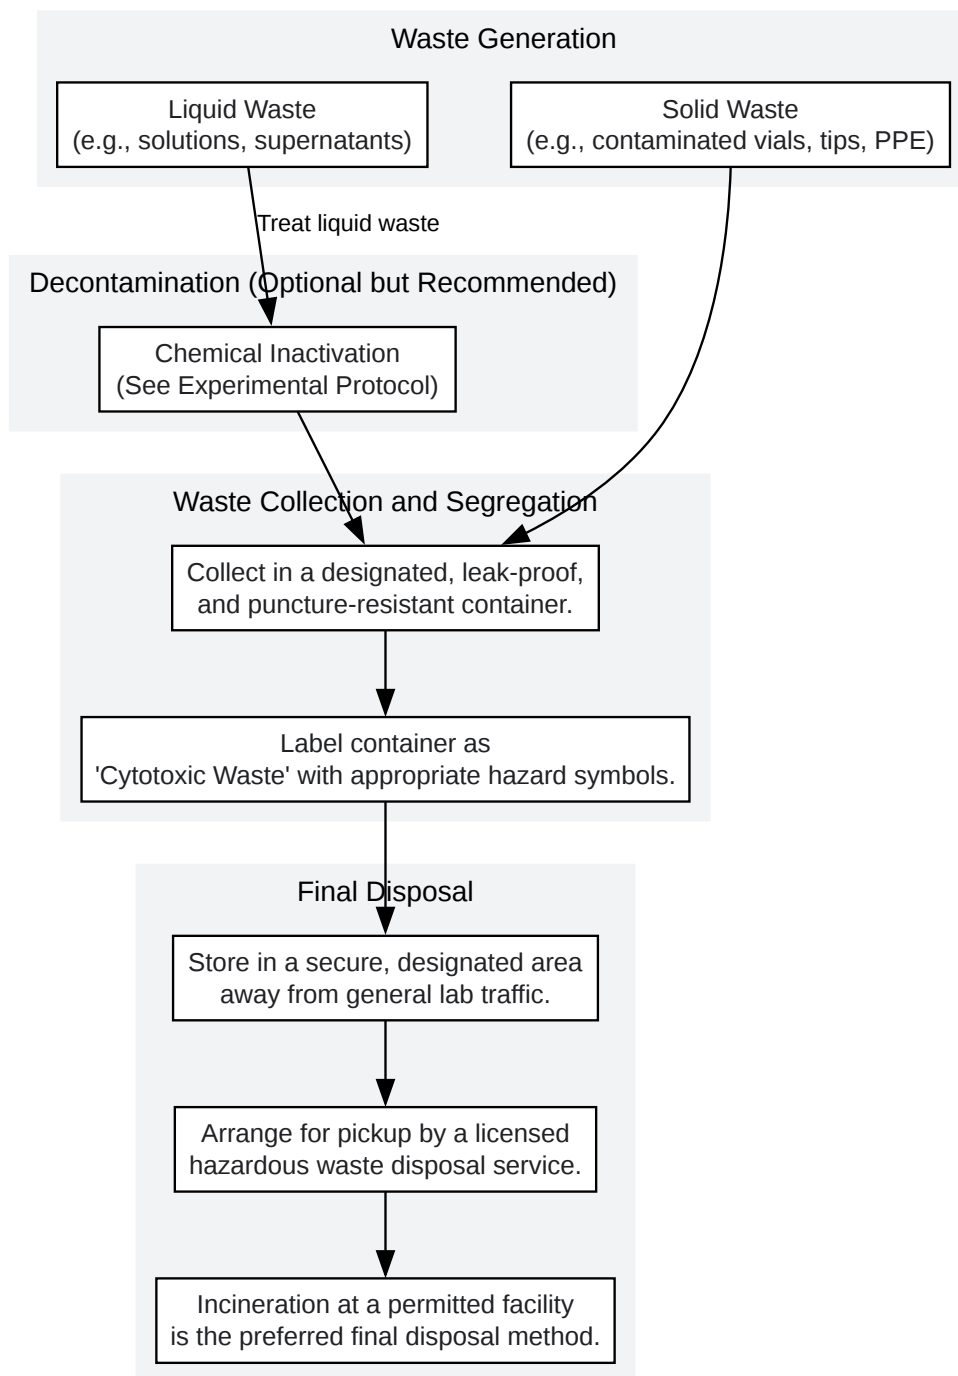 Waste Generation
Liquid Waste
(e.g., solutions, supernatants)
Solid Waste
(e.g., contaminated vials, tips, PPE)
Treat liquid waste
Decontamination (Optional but Recommended)
Chemical Inactivation
(See Experimental Protocol)
Waste Collection and Segregation
Collect in a designated, leak-proof,
and puncture-resistant container.
Label container as
'Cytotoxic Waste' with appropriate hazard symbols.
Final Disposal
Store in a secure, designated area
away from general lab traffic.
Arrange for pickup by a licensed
hazardous waste disposal service.
Incineration at a permitted facility
is the preferred final disposal method.